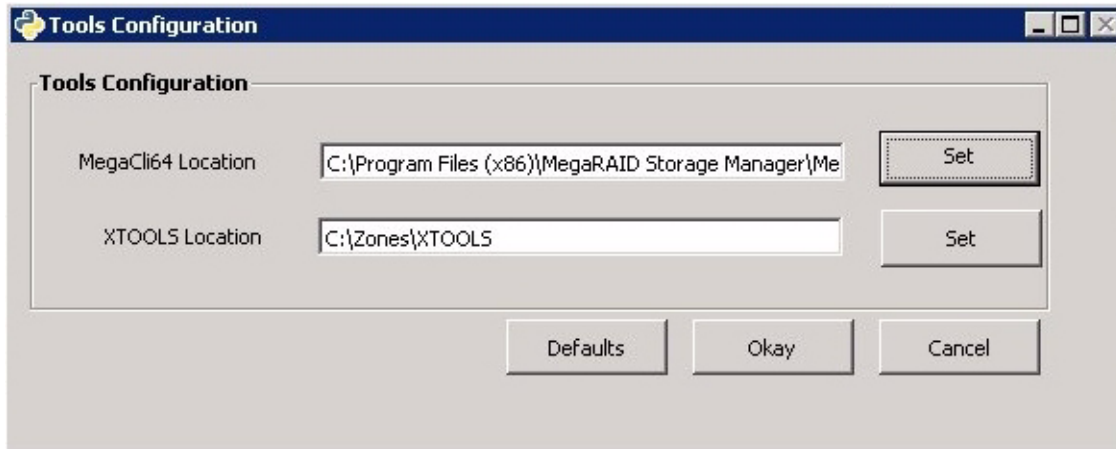 Tools Configuration
Tools Configuration
MegaCli64 Location
C:\Program Files (x86)\MegaRAID Storage Manager\Me
Set
XTOOLS Location
C:\Zones\XTOOLS
Set
Defaults
Okay
Cancel